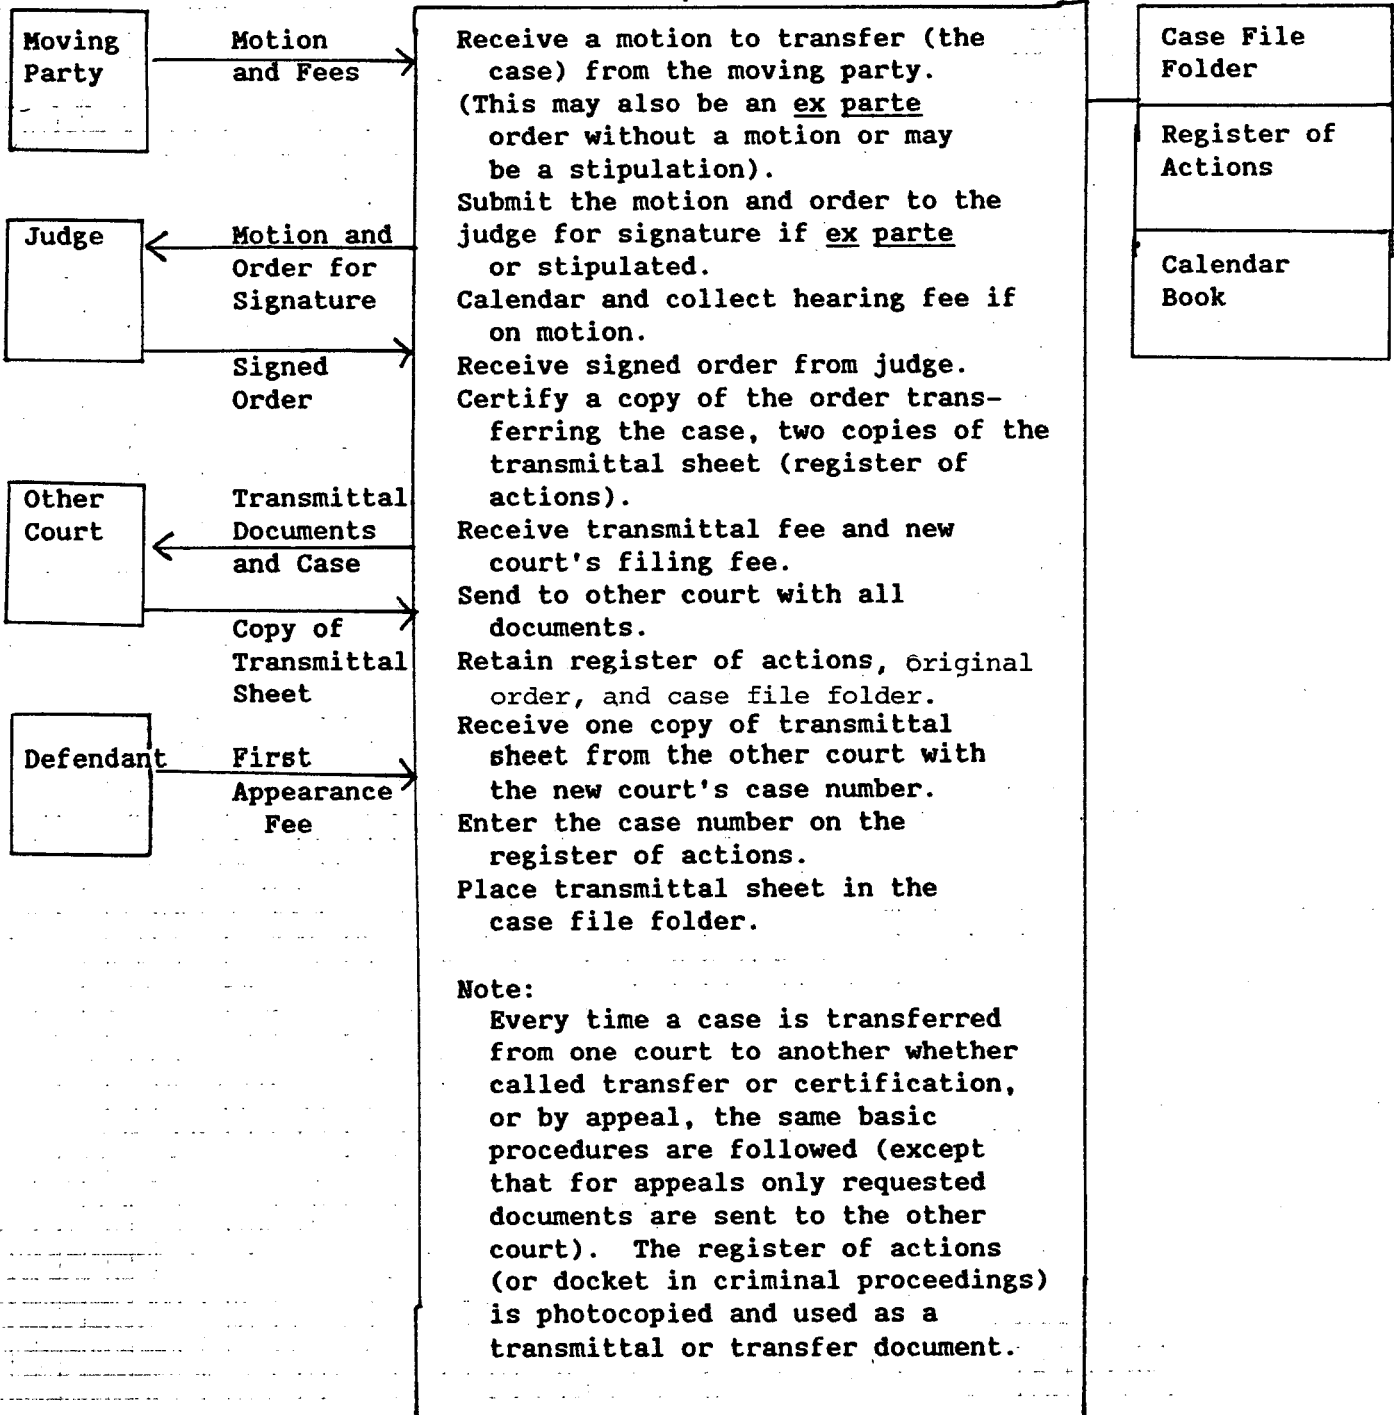 Moving
Party
Motion
and Fees
Judge
Motion and
Order for
Signature
Signed
Order
Other
Court
Transmittal
Documents
and Case
Copy of
Transmittal
Sheet
Defendant
First
Appearance
Fee
Receive a motion to transfer (the
case) from the moving party.
(This may also be an ex parte
order without a motion or may
be a stipulation).
Submit the motion and order to the
judge for signature if ex parte
or stipulated.
Calendar and collect hearing fee if
on motion.
Receive signed order from judge.
Certify a copy of the order trans-
ferring the case, two copies of the
transmittal sheet (register of
actions).
Receive transmittal fee and new
court's filing fee.
Send to other court with all
documents.
Retain register of actions, original
order, and case file folder.
Receive one copy of transmittal
sheet from the other court with
the new court's case number.
Enter the case number on the
register of actions.
Place transmittal sheet in the
case file folder.
Note:
Every time a case is transferred
from one court to another whether
called transfer or certification,
or by appeal, the same basic
procedures are followed (except
that for appeals only requested
documents are sent to the other
court). The register of actions
(or docket in criminal proceedings)
is photocopied and used as a
transmittal or transfer document.
Case File
Folder
Register of
Actions
Calendar
Book